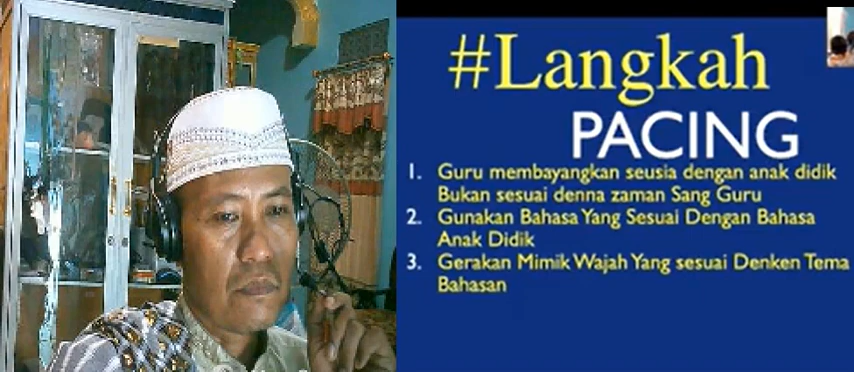 #Langkah
PACING
1. Guru membayangkan seusia dengan anak didik
Bukan sesuai denna zaman Sang Guru
2. Gunakan Bahasa Yang Sesuai Dengan Bahasa
Anak Didik
3. Gerakan Mimik Wajah Yang sesuai Denken Tema
Bahasan